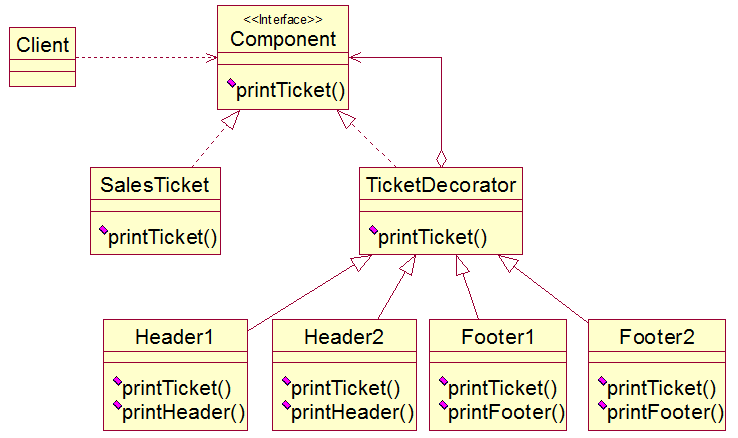 Client
<<Interface>>
Component
printTicket()
SalesTicket
printTicket()
TicketDecorator
printTicket()
Header1
printTicket()
printHeader()
Header2
printTicket()
printHeader()
Footer1
printTicket()
printFooter()
Footer2
printTicket()
printFooter()